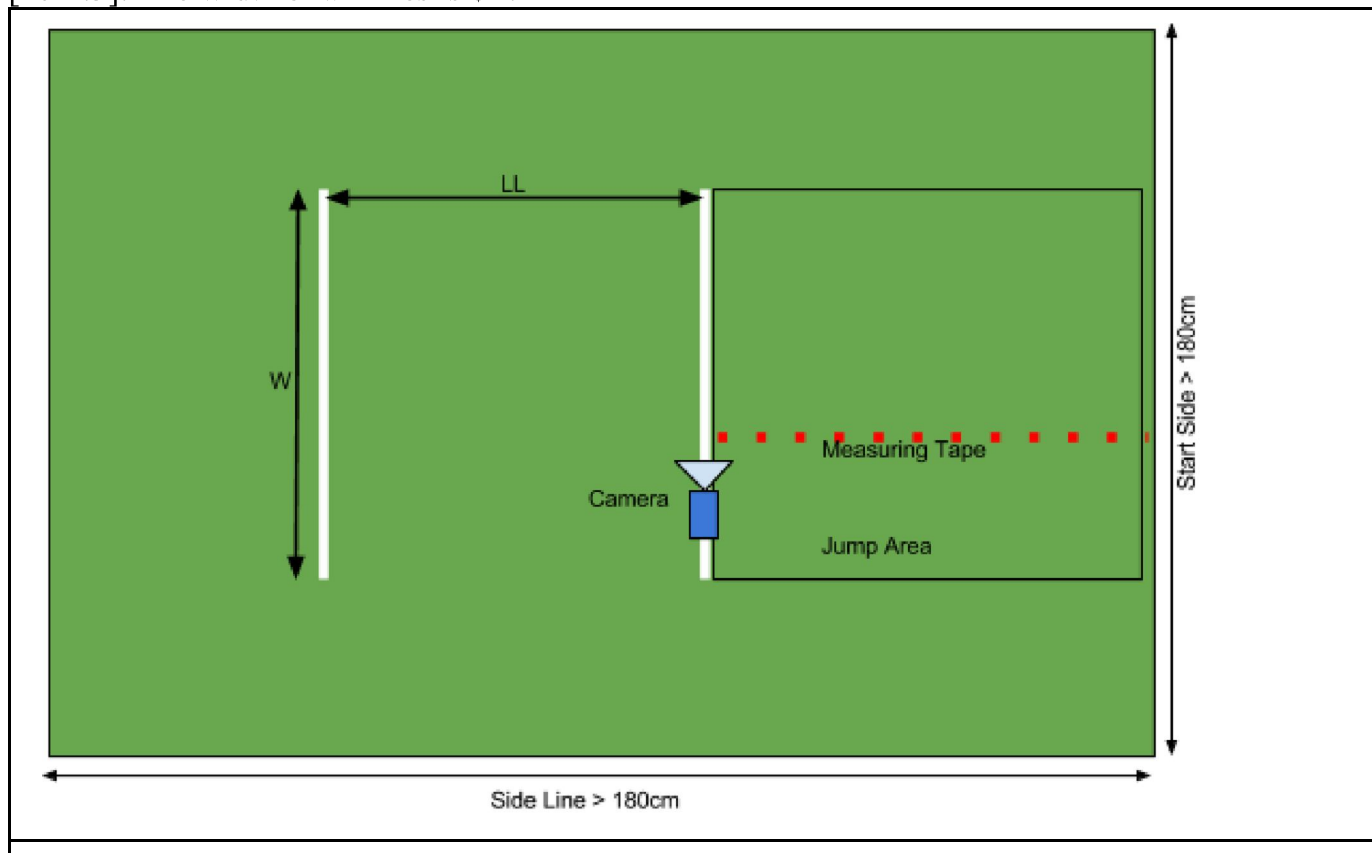 LL
W
Measuring Tape
Camera
Jump Area
Start Side > 180cm
Side Line > 180cm